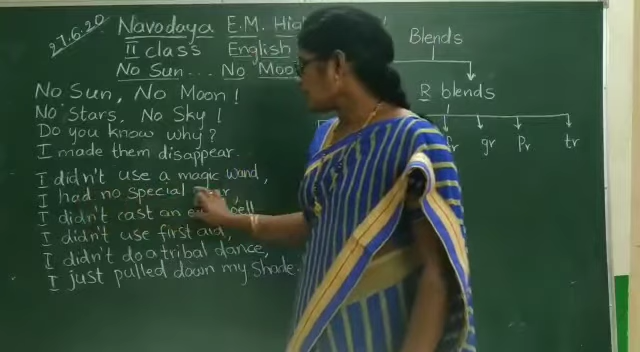 27.6.20
Navodaya E.M.
II class English
No Sun... No
No Sun, No Moon!
No Stars, No Sky!
Do you know why?
I made them disappear.
I didn't use a magic wand,
I had no special
I didn't cast an
I didn't use first aid,
I didn't do a tribal dance,
I just pulled down my shade.
Blends
R blends
gr
pr
tr